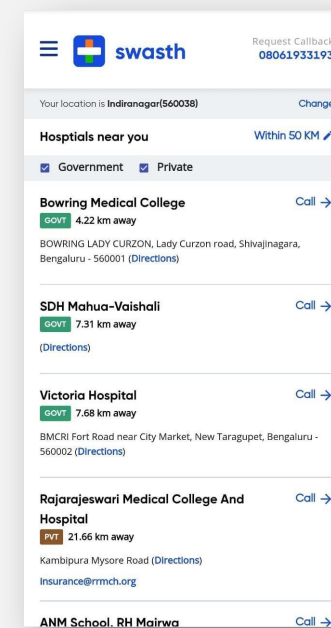 Request Callback
swasth
08061933193
Your location is Indiranagar(560038)
Change
Hosptials near you
Within 50 KM
Government
Private
Bowring Medical College
Call →
GOVT 4.22 km away
BOWRING LADY CURZON, Lady Curzon road, Shivajinagara,
Bengaluru - 560001 (Directions)
SDH Mahua-Vaishali
Call →
GOVT 7.31 km away
(Directions)
Victoria Hospital
Call →
GOVT 7.68 km away
BMCRI Fort Road near City Market, New Taragupet, Bengaluru -
560002 (Directions)
Rajarajeswari Medical College And
Call →
Hospital
PVT 21.66 km away
Kambipura Mysore Road (Directions)
insurance@rrmch.org
ANM School, RH Mairwa
Call →